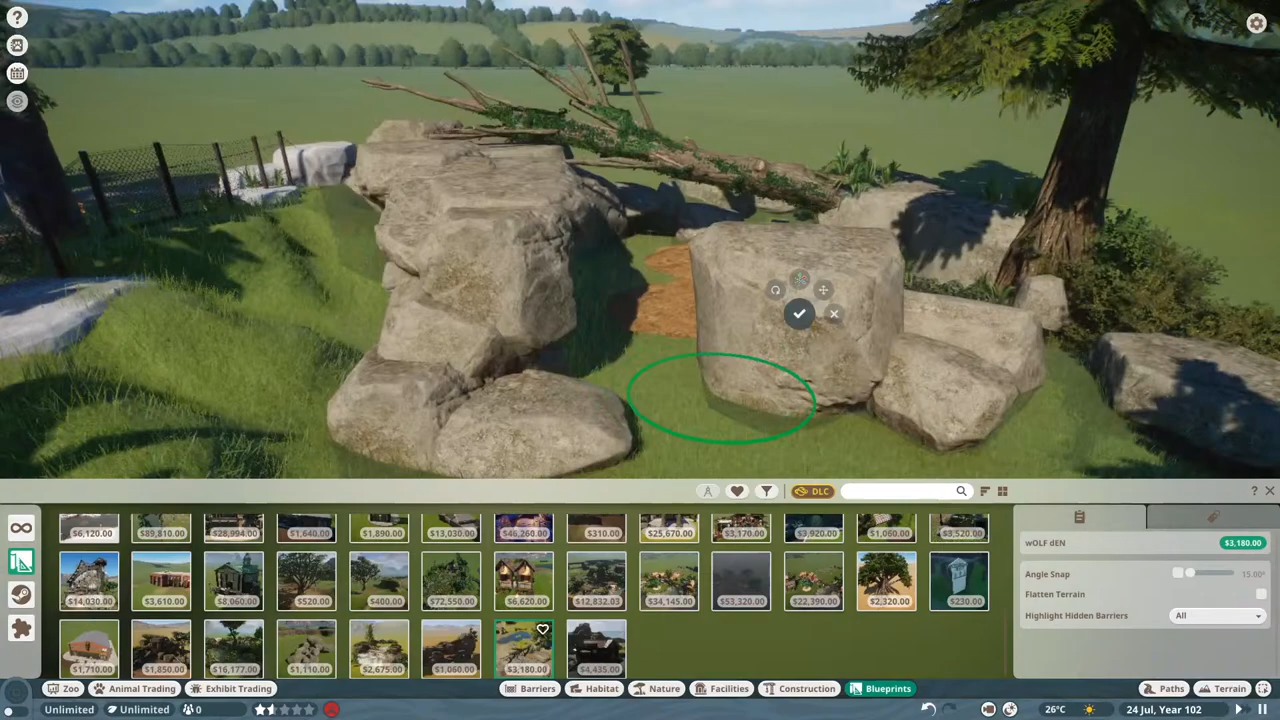 DLC
?
$6,120.00 $89,810.00 $28,994.00 $1,640.00 $1,890.00 $13,030.00 $46,260.00 $310.00 $25,670.00 $3,170.00 $3,920.00 $1,060.00 $3,520.00
$14,030.00 $3,610.00 $8,060.00 $520.00 $400.00 $72,550.00 $6,620.00 $12,832.03 $34,145.00 $53,320.00 $22,390.00 $2,320.00 $230.00
$1,710.00 $1,850.00 $16,177.00 $1,110.00 $2,675.00 $1,060.00 $3,180.00 $4,435.00
wOLF dEN $3,180.00
Angle Snap 15.00°
Flatten Terrain
Highlight Hidden Barriers All
Zoo Animal Trading Exhibit Trading Barriers Habitat Nature Facilities Construction Blueprints Paths Terrain
Unlimited Unlimited 0 26°C 24 Jul, Year 102